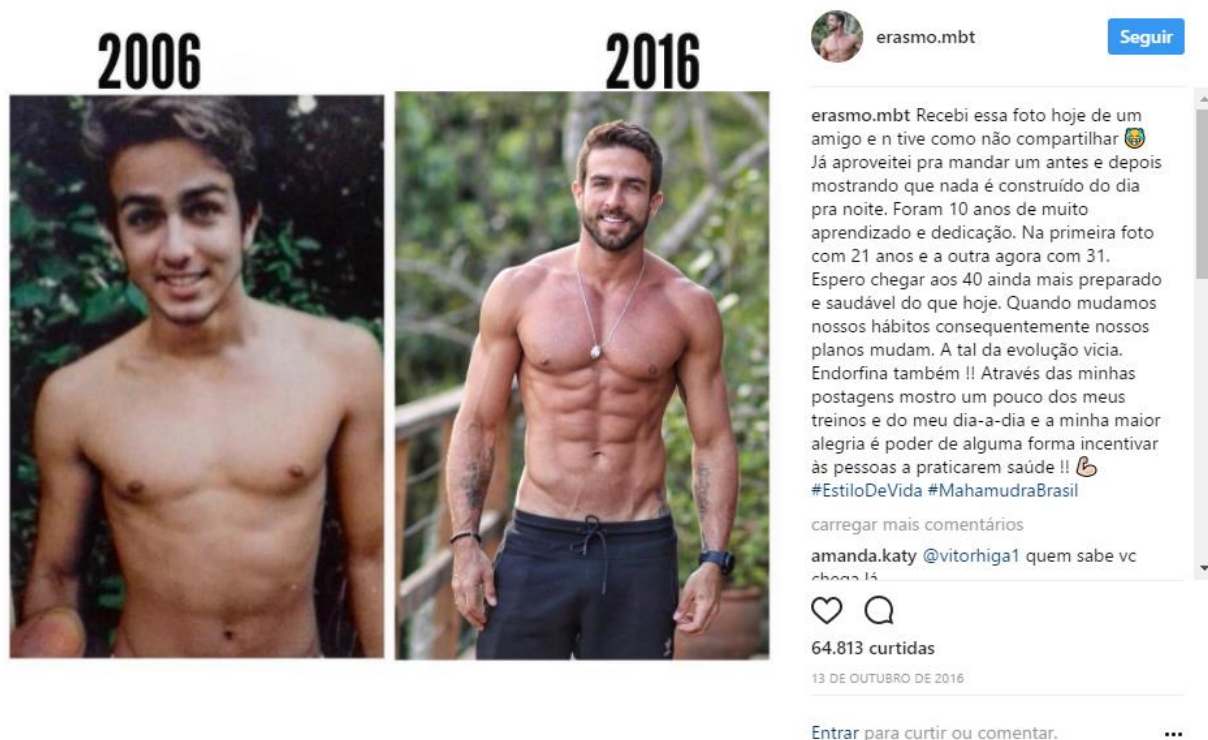 2006
2016
erasmo.mbt
Seguir
erasmo.mbt Recebi essa foto hoje de um
amigo e n tive como não compartilhar 😹
Já aproveitei pra mandar um antes e depois
mostrando que nada é construído do dia
pra noite. Foram 10 anos de muito
aprendizado e dedicação. Na primeira foto
com 21 anos e a outra agora com 31.
Espero chegar aos 40 ainda mais preparado
e saudável do que hoje. Quando mudamos
nossos hábitos consequentemente nossos
planos mudam. A tal da evolução vicia.
Endorfina também !! Através das minhas
postagens mostro um pouco dos meus
treinos e do meu dia-a-dia e a minha maior
alegria é poder de alguma forma incentivar
às pessoas a praticarem saúde !! 💪🏻
#EstiloDeVida #MahamudraBrasil
carregar mais comentários
amanda.katy @vitorhiga1 quem sabe vc
chega lá
64.813 curtidas
13 DE OUTUBRO DE 2016
Entrar para curtir ou comentar.